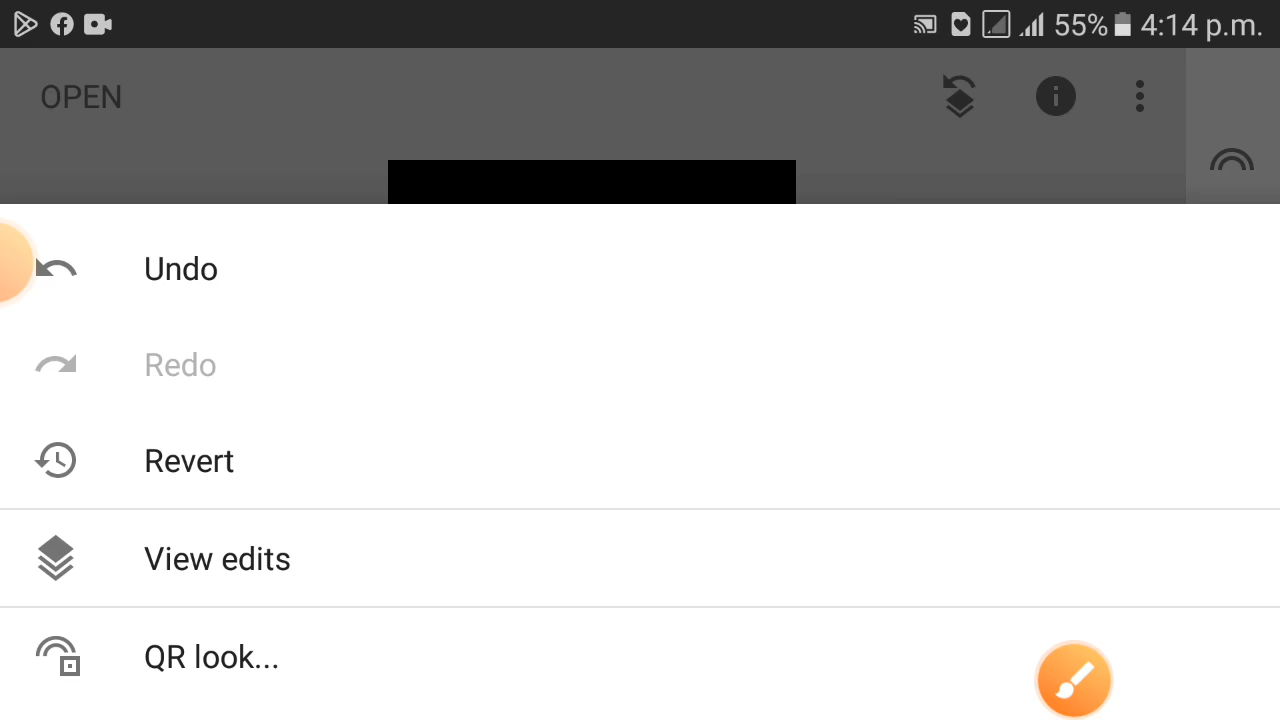 55% 4:14 p.m.
OPEN
Undo
Redo
Revert
View edits
QR look...